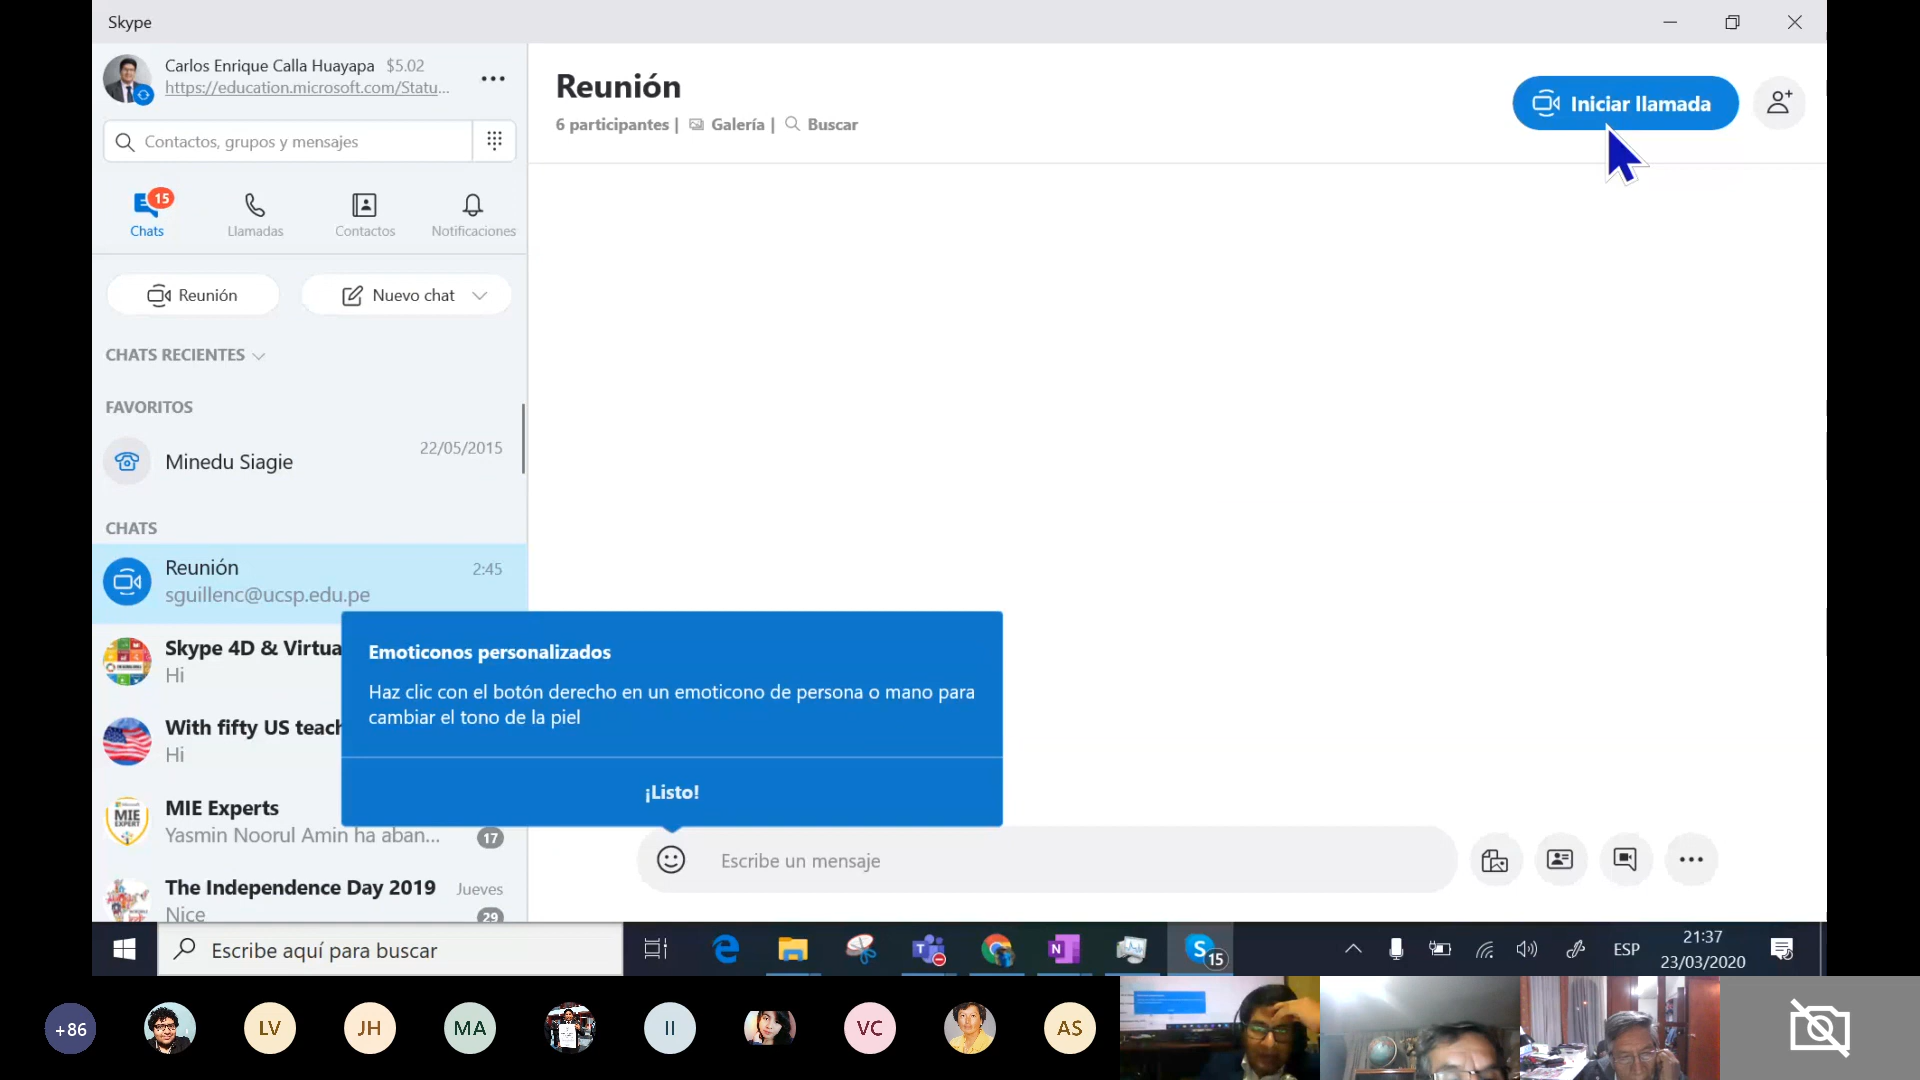 Skype
Carlos Enrique Calla Huayapa $5.02
https://education.microsoft.com/Statu...
Contactos, grupos y mensajes
15
Chats
Llamadas
Contactos
Notificaciones
Reunión
Nuevo chat
CHATS RECIENTES
FAVORITOS
Minedu Siagie
22/05/2015
CHATS
Reunión
2:45
sguillenc@ucsp.edu.pe
Skype 4D & Virtua
Hi
With fifty US teach
Hi
MIE Experts
Yasmin Noorul Amin ha aban...
17
MIE
EXPERT
The Independence Day 2019
Jueves
Nice
29
Reunión
6 participantes | Galería | Buscar
Iniciar llamada
Emoticonos personalizados
Haz clic con el botón derecho en un emoticono de persona o mano para
cambiar el tono de la piel
¡Listo!
Escribe un mensaje
Escribe aquí para buscar
15
ESP
21:37
23/03/2020
+86
LV
JH
MA
II
VC
AS